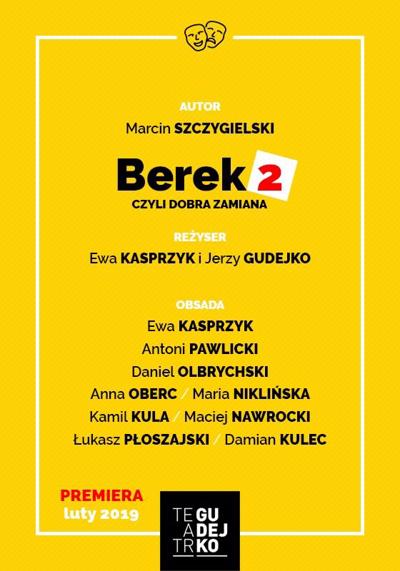 AUTOR
Marcin SZCZYGIELSKI
Berek 2
CZYLI DOBRA ZAMIANA
REŻYSER
Ewa KASPRZYK i Jerzy GUDEJKO
OBSADA
Ewa KASPRZYK
Antoni PAWLICKI
Daniel OLBRYCHSKI
Anna OBERC / Maria NIKLIŃSKA
Kamil KULA / Maciej NAWROCKI
Łukasz PŁOSZAJSKI / Damian KULEC
PREMIERA
luty 2019
TE GU
A DEJ
TR KO